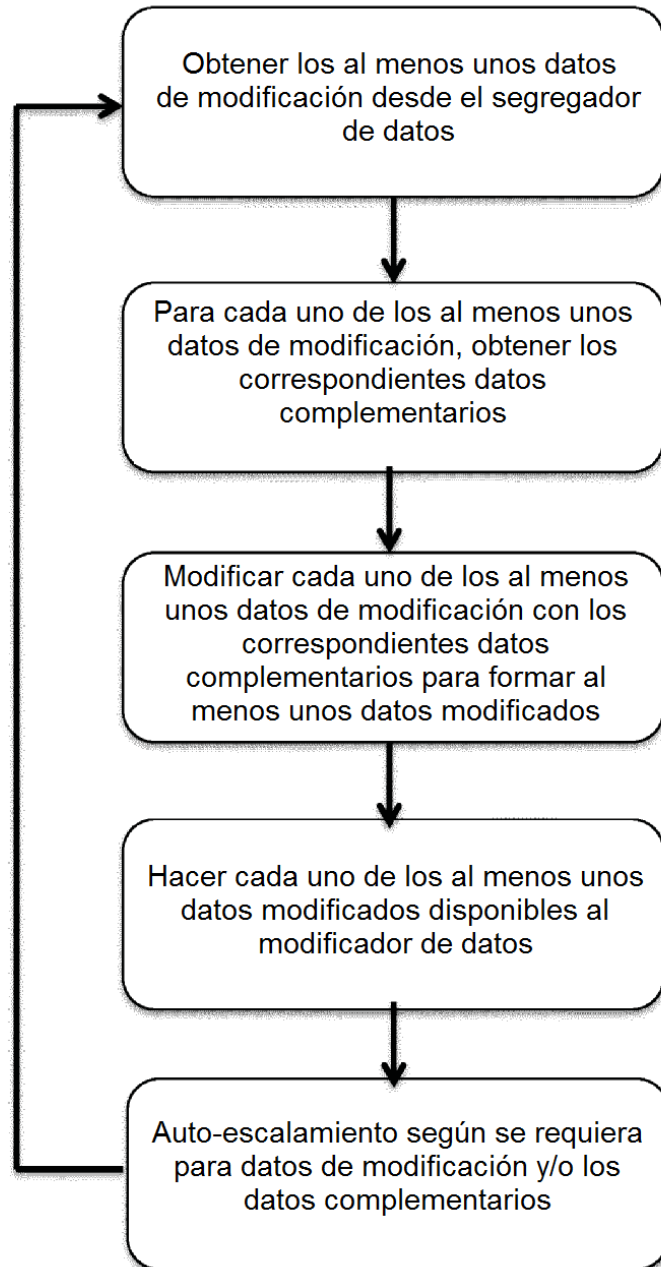 Obtener los al menos unos datos
de modificación desde el segregador
de datos
Para cada uno de los al menos unos
datos de modificación, obtener los
correspondientes datos
complementarios
Modificar cada uno de los al menos
unos datos de modificación con los
correspondientes datos
complementarios para formar al
menos unos datos modificados
Hacer cada uno de los al menos unos
datos modificados disponibles al
modificador de datos
Auto-escalamiento según se requiera
para datos de modificación y/o los
datos complementarios